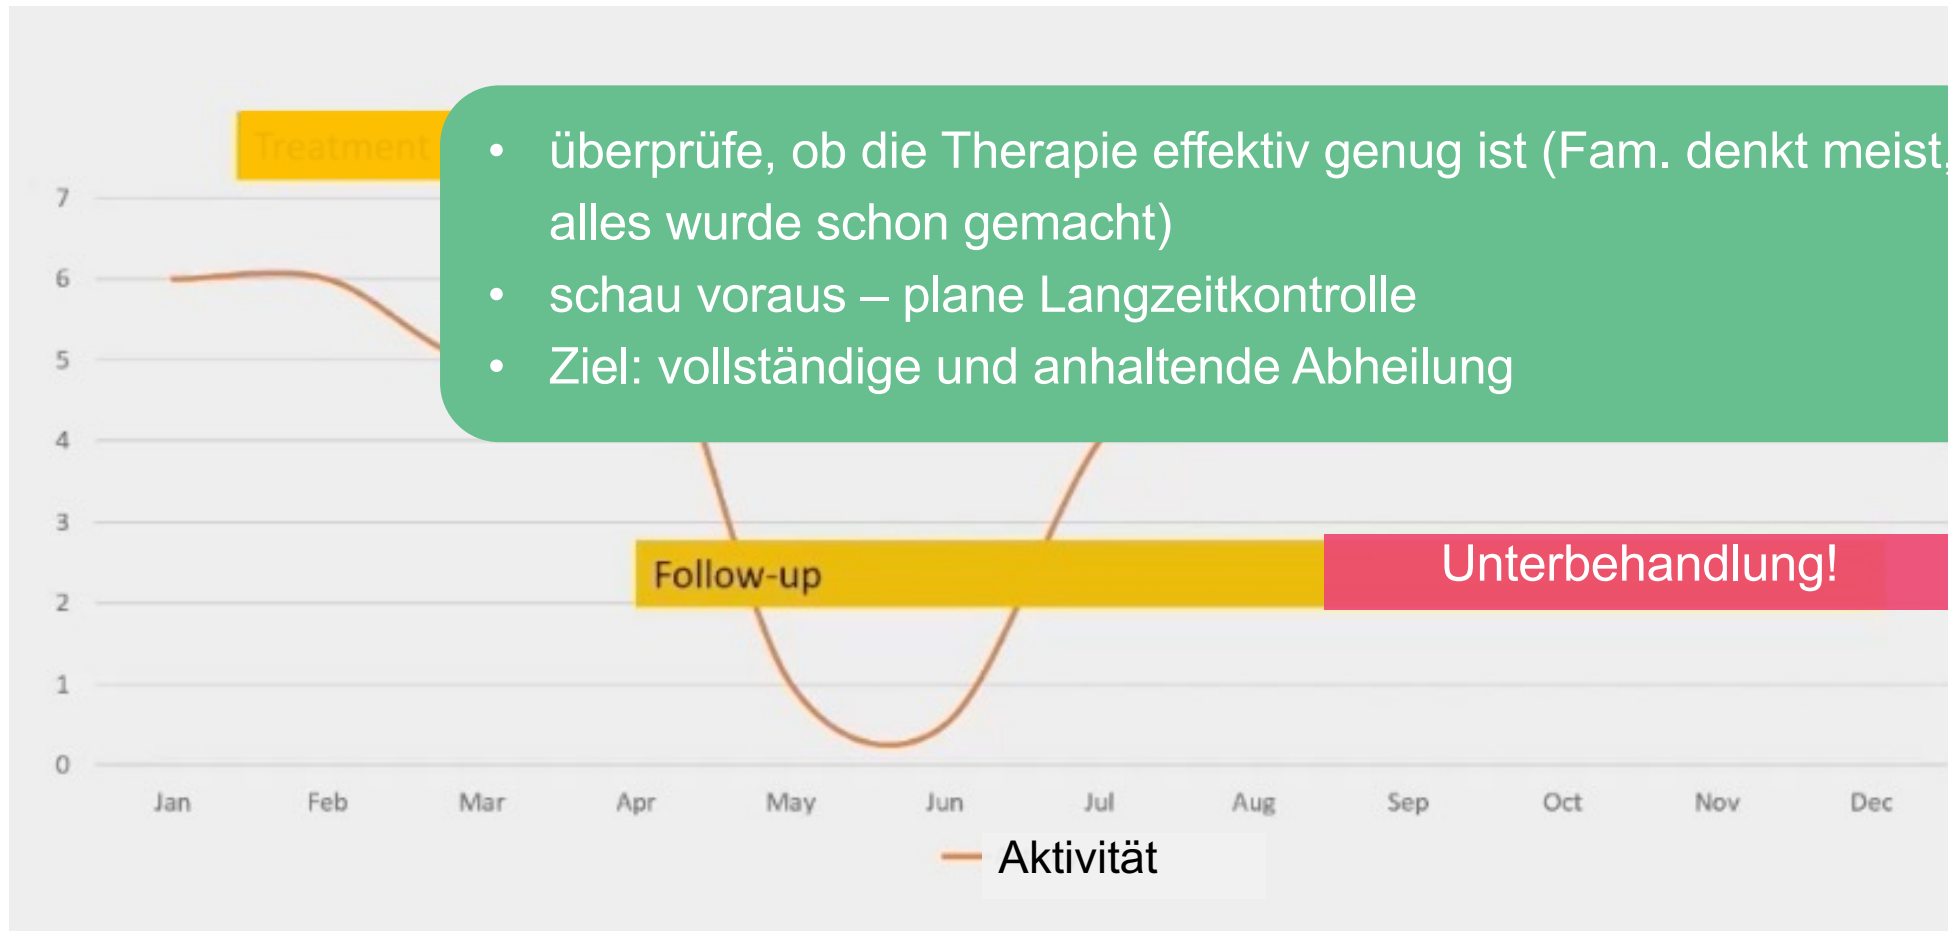 Treatment
• überprüfe, ob die Therapie effektiv genug ist (Fam. denkt meist,
alles wurde schon gemacht)
• schau voraus – plane Langzeitkontrolle
• Ziel: vollständige und anhaltende Abheilung
7
6
5
4
3
2
1
0
Follow-up
Unterbehandlung!
Jan Feb Mar Apr May Jun Jul Aug Sep Oct Nov Dec
Aktivität